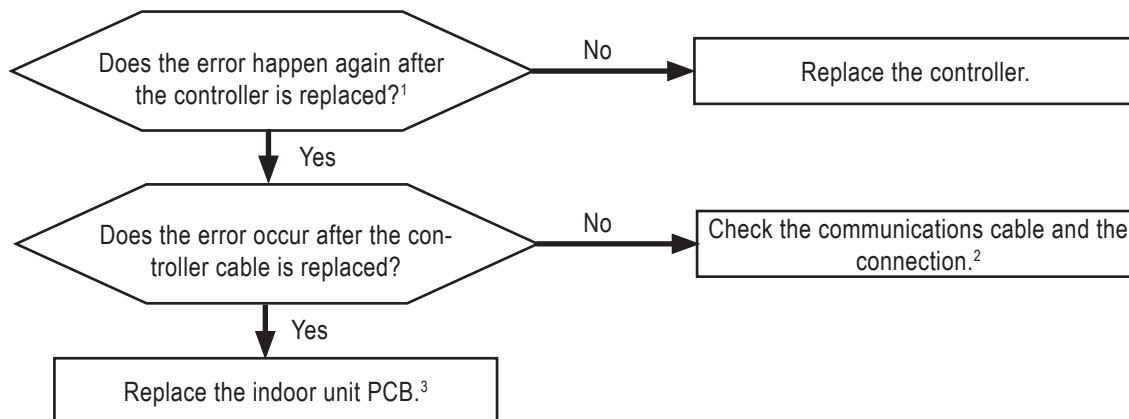 Does the error happen again after
the controller is replaced?¹
No
Replace the controller.
Yes
Does the error occur after the con-
troller cable is replaced?
No
Check the communications cable and the
connection.²
Yes
Replace the indoor unit PCB.³